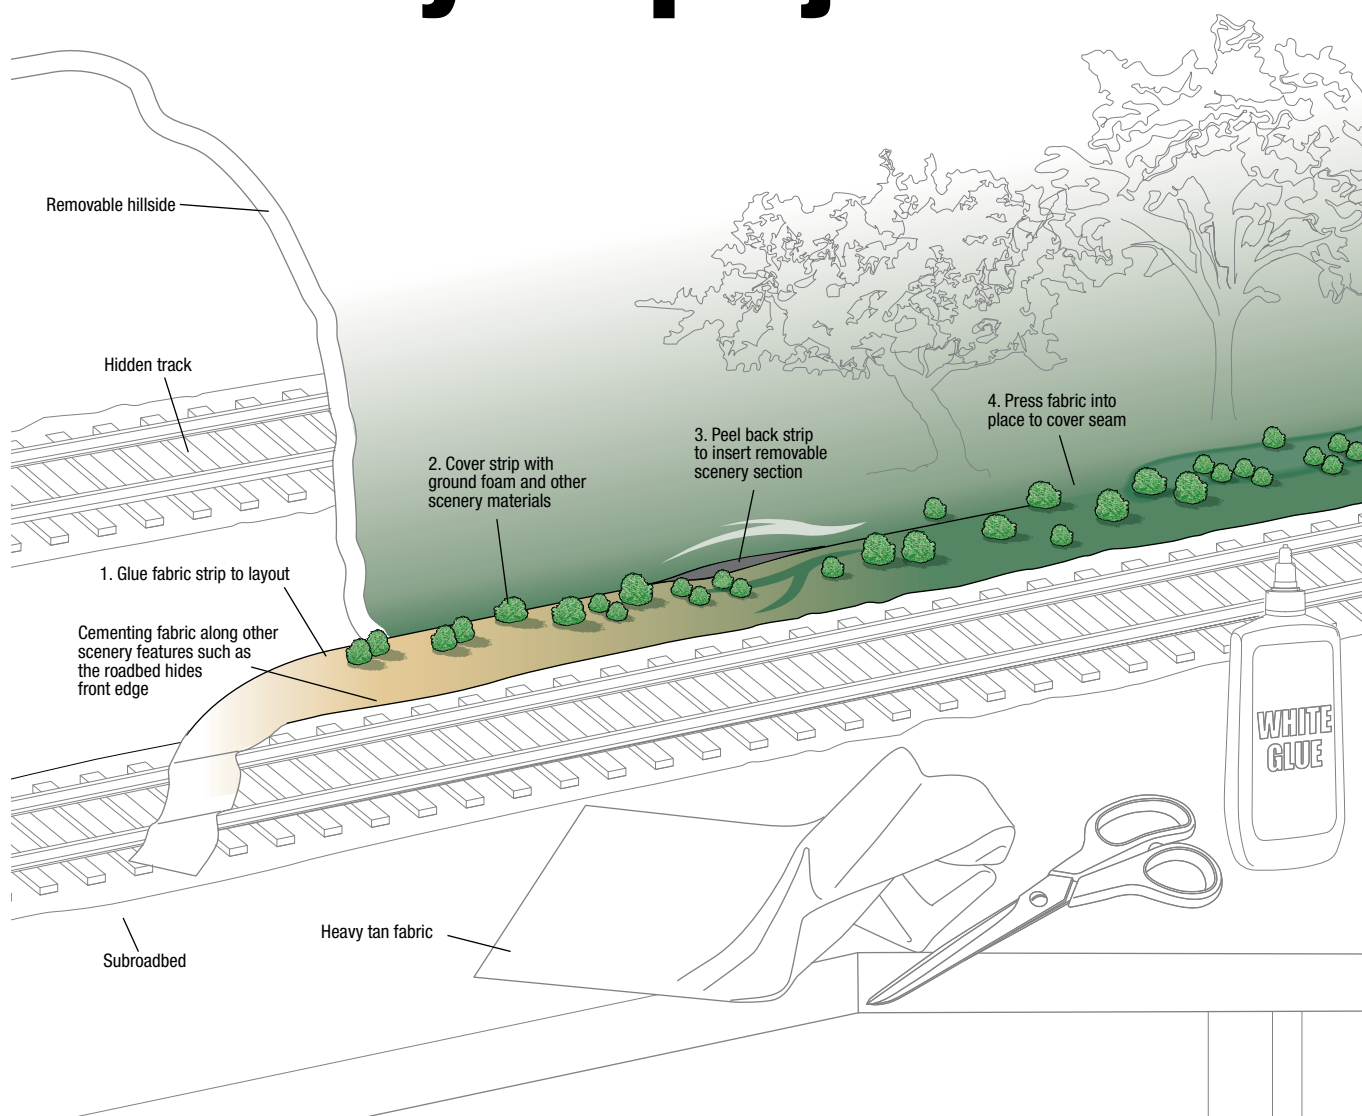 Removable hillside
Hidden track
4. Press fabric into
place to cover seam
3. Peel back strip
to insert removable
scenery section
2. Cover strip with
ground foam and other
scenery materials
1. Glue fabric strip to layout
Cementing fabric along other
scenery features such as
the roadbed hides
front edge
WHITE
GLUE
Heavy tan fabric
Subroadbed